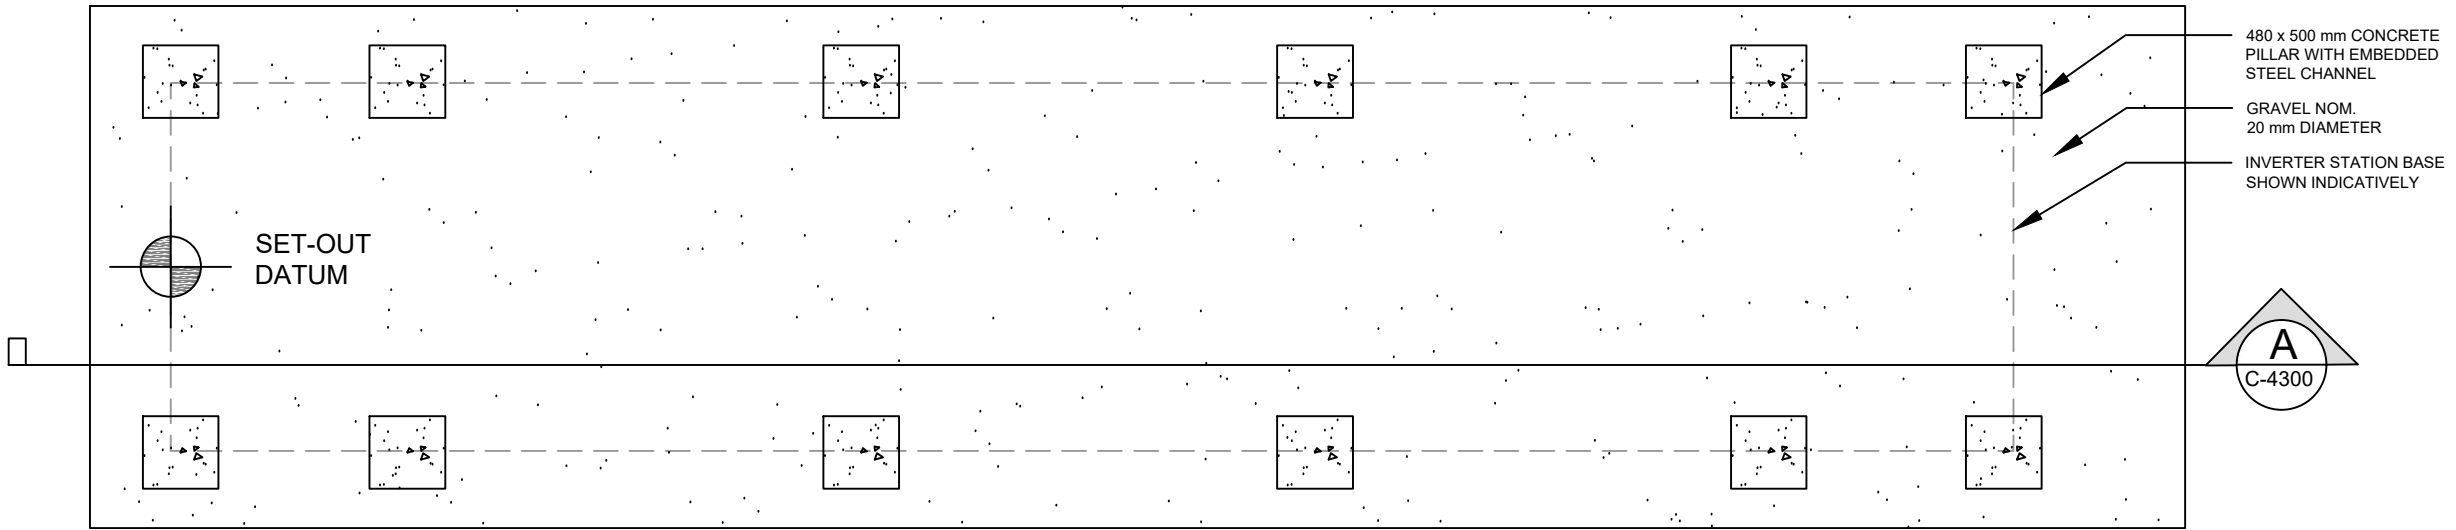 480 x 500 mm CONCRETE
PILLAR WITH EMBEDDED
STEEL CHANNEL
GRAVEL NOM.
20 mm DIAMETER
INVERTER STATION BASE
SHOWN INDICATIVELY
SET-OUT
DATUM
A
C-4300